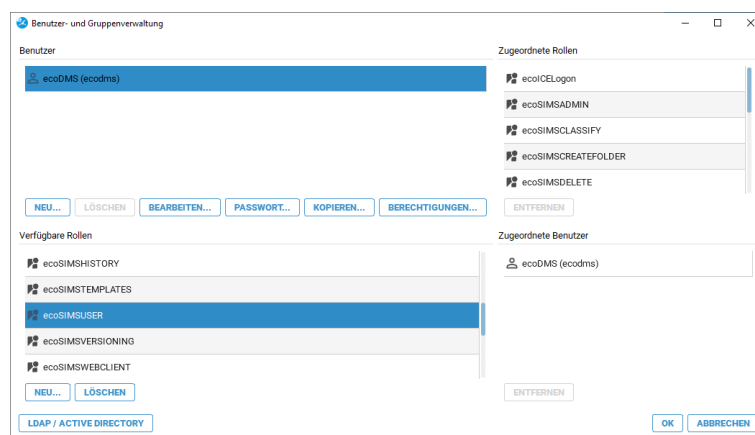 Benutzer- und Gruppenverwaltung
Benutzer
ecoDMS (ecodms)
NEU... LÖSCHEN BEARBEITEN... PASSWORT... KOPIEREN... BERECHTIGUNGEN...
Zugeordnete Rollen
ecoICELogon
ecoSIMSADMIN
ecoSIMSCLASSIFY
ecoSIMSCREATEFOLDER
ecoSIMSDELETE
ENTFERNEN
Verfügbare Rollen
ecoSIMSHISTORY
ecoSIMSTEMPLATES
ecoSIMSUSER
ecoSIMSVERSIONING
ecoSIMSWEBCLIENT
NEU... LÖSCHEN
Zugeordnete Benutzer
ecoDMS (ecodms)
ENTFERNEN
LDAP / ACTIVE DIRECTORY
OK ABBRECHEN